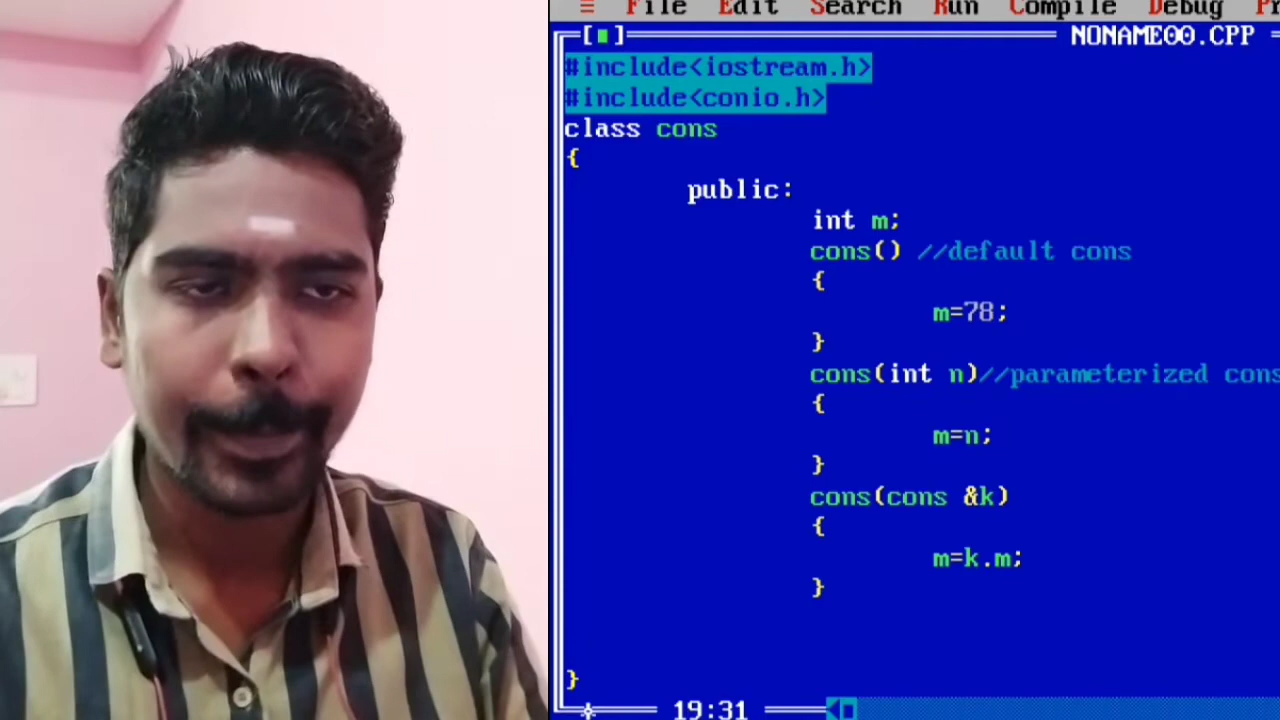 ≡ File Edit Search Run Compile Debug Pr
[■] NONAME00.CPP
#include<iostream.h>
#include<conio.h>
class cons
{
public:
int m;
cons() //default cons
{
m=78;
}
cons(int n)//parameterized cons
{
m=n;
}
cons(cons &k)
{
m=k.m;
}
}
19:31